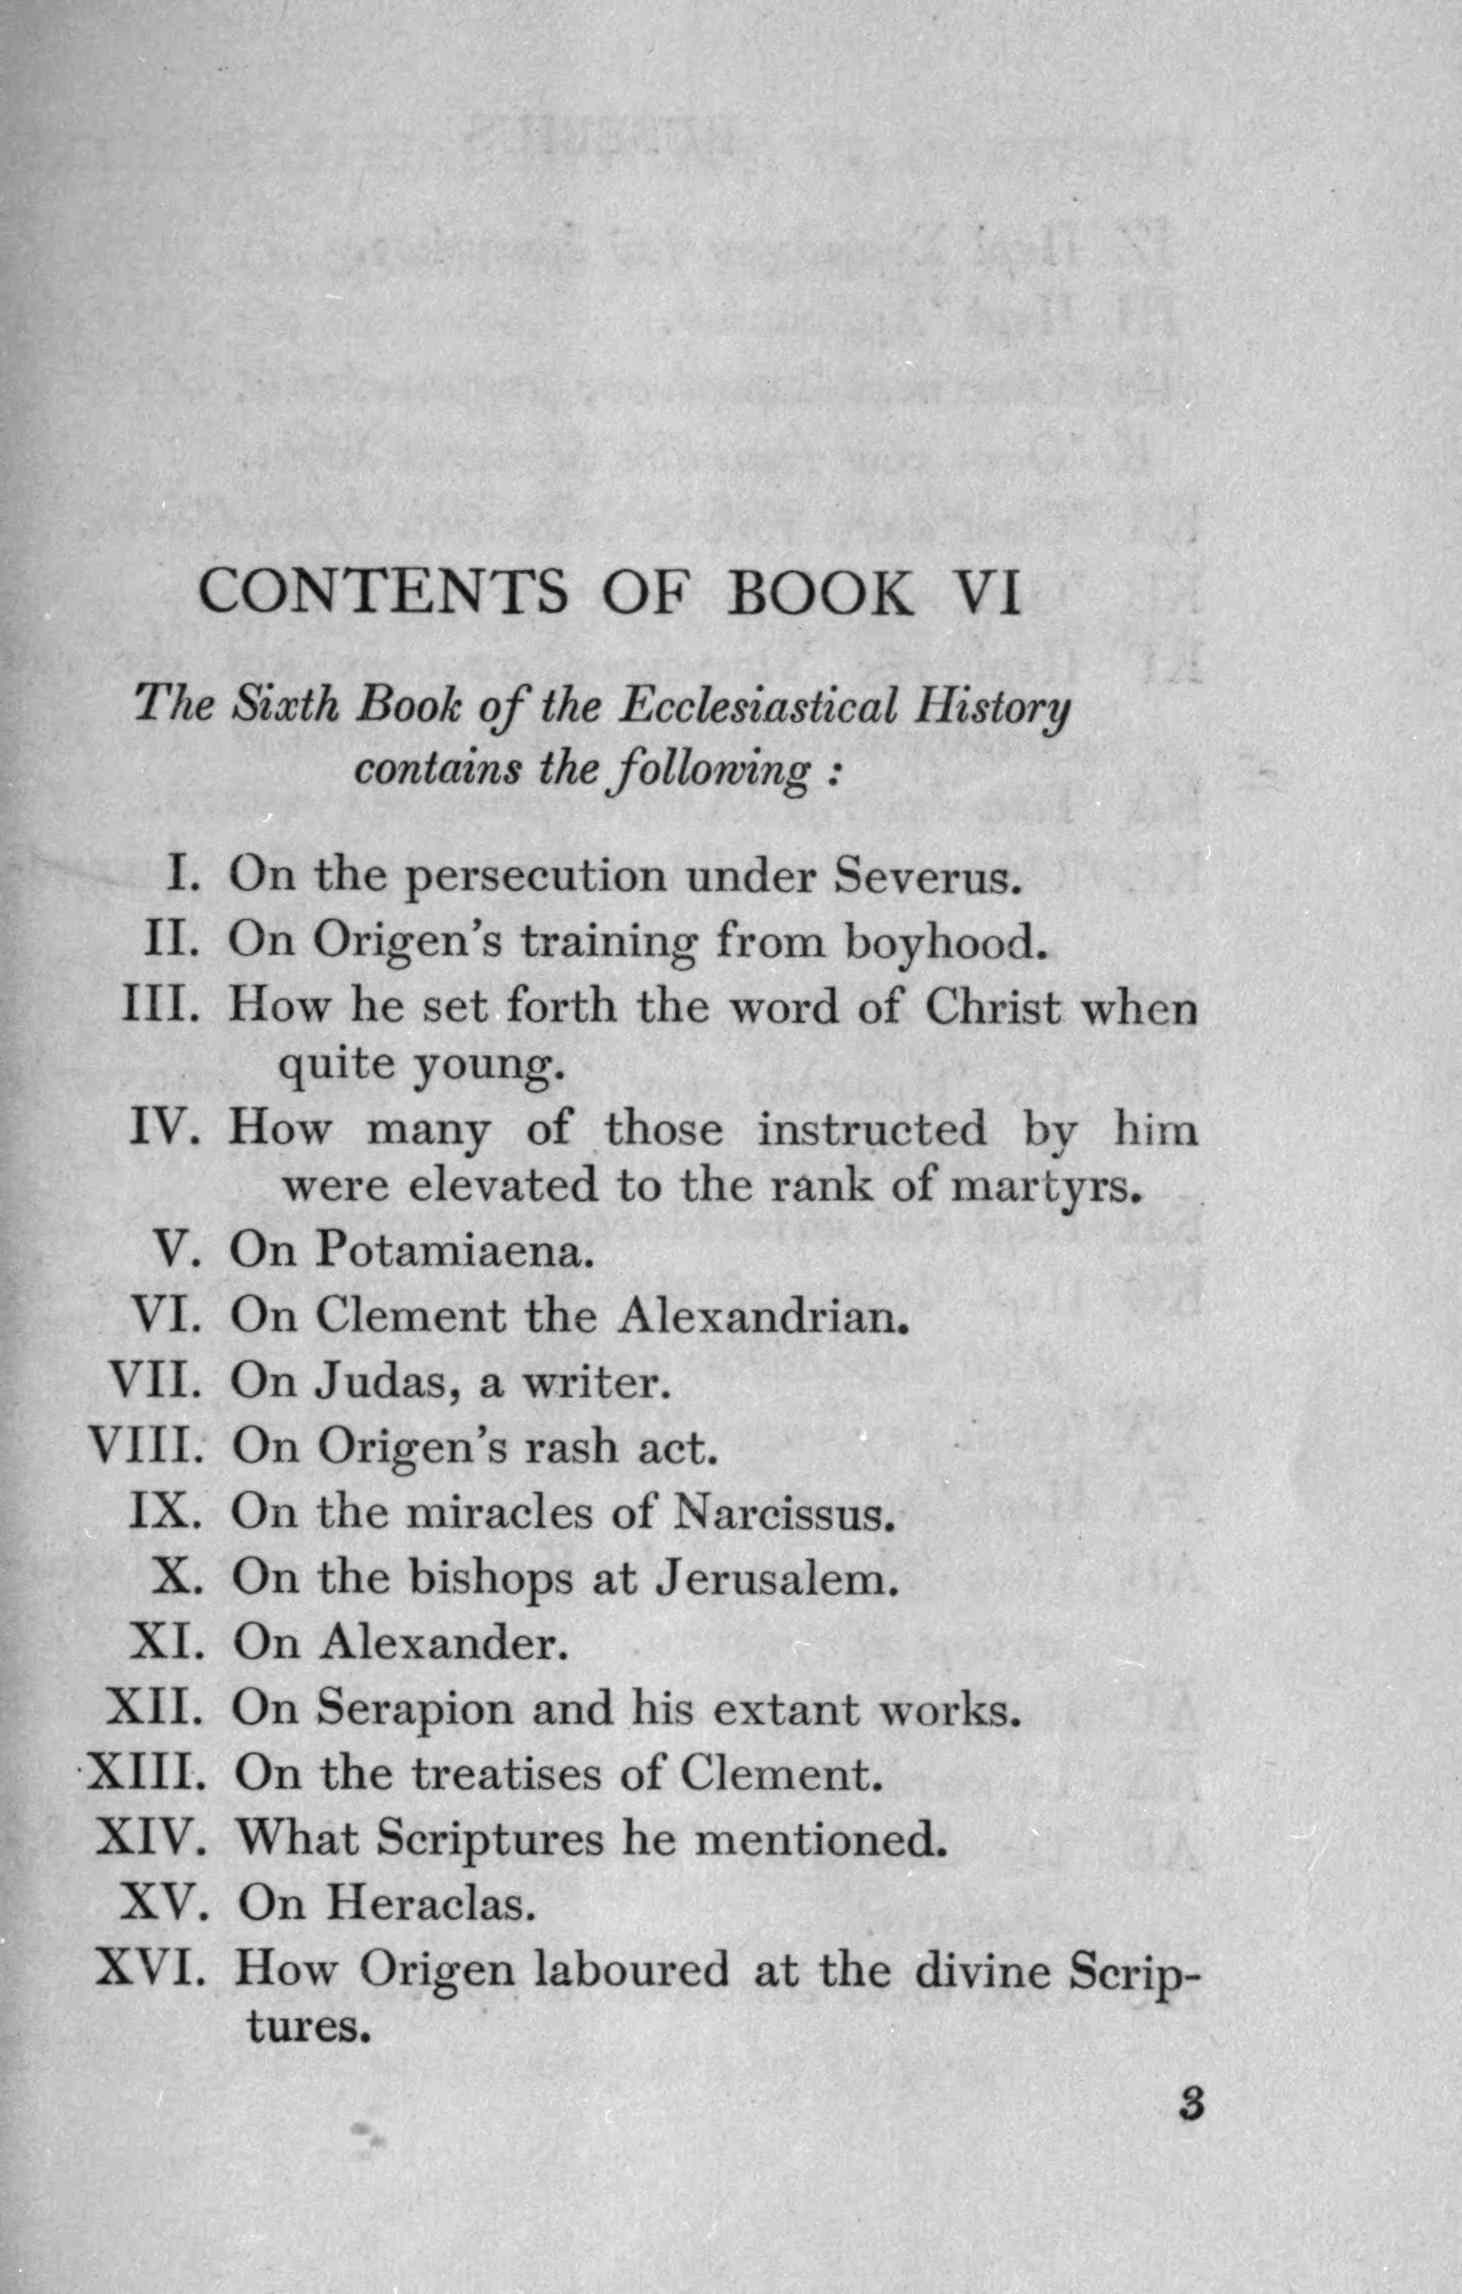 CONTENTS OF BOOK VI
The Sixth Book of the Ecclesiastical History
contains the following :
I. On the persecution under Severus.
II. On Origen's training from boyhood.
III. How he set forth the word of Christ when
quite young.
IV. How many of those instructed by him
were elevated to the rank of martyrs.
V. On Potamiaena.
VI. On Clement the Alexandrian.
VII. On Judas, a writer.
VIII. On Origen's rash act.
IX. On the miracles of Narcissus.
X. On the bishops at Jerusalem.
XI. On Alexander.
XII. On Serapion and his extant works.
XIII. On the treatises of Clement.
XIV. What Scriptures he mentioned.
XV. On Heraclas.
XVI. How Origen laboured at the divine Scrip-
tures.
3